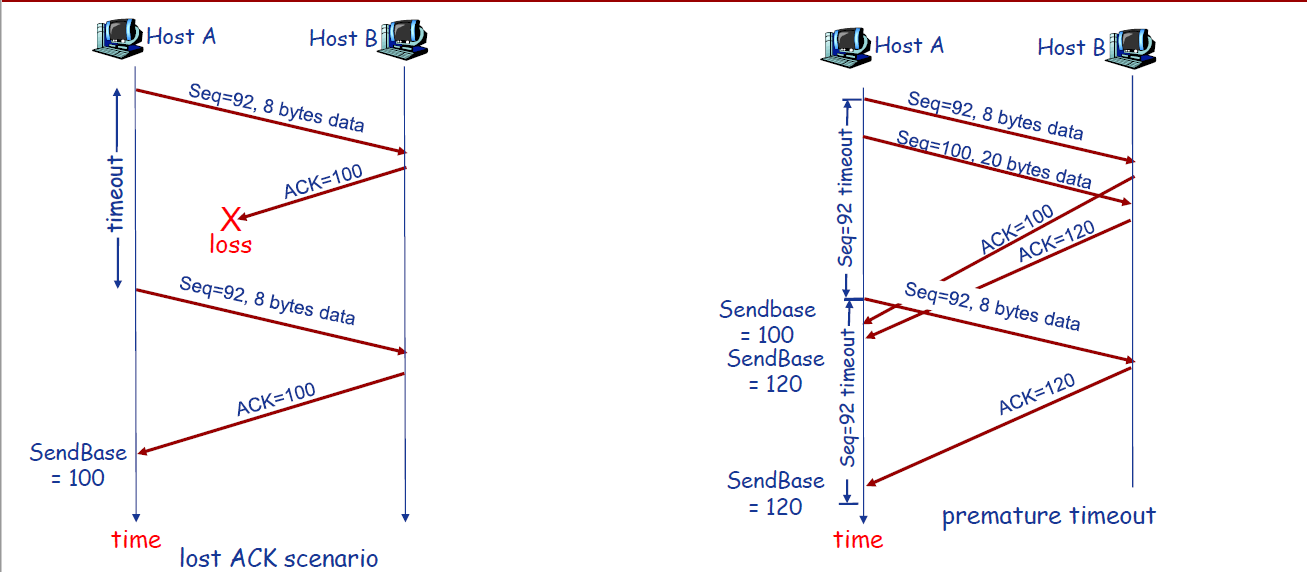 Host A
Host B
Seq=92, 8 bytes data
ACK=100
timeout
X
loss
Seq=92, 8 bytes data
ACK=100
SendBase
= 100
time
lost ACK scenario
Host A
Host B
Seq=92, 8 bytes data
Seq=100, 20 bytes data
Seq=92 timeout
ACK=100
ACK=120
Seq=92, 8 bytes data
Sendbase
= 100
SendBase
= 120
Seq=92 timeout
ACK=120
SendBase
= 120
time
premature timeout